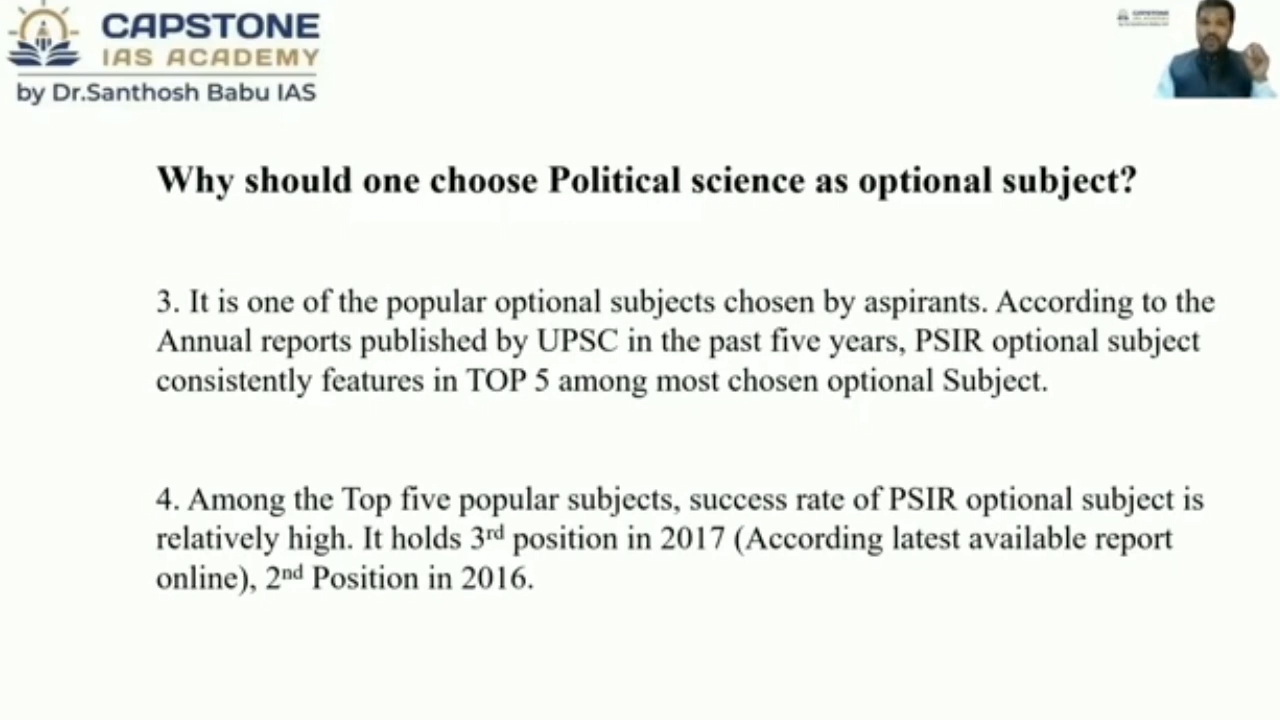 CAPSTONE
IAS ACADEMY
by Dr.Santhosh Babu IAS
Why should one choose Political science as optional subject?
3. It is one of the popular optional subjects chosen by aspirants. According to the
Annual reports published by UPSC in the past five years, PSIR optional subject
consistently features in TOP 5 among most chosen optional Subject.
4. Among the Top five popular subjects, success rate of PSIR optional subject is
relatively high. It holds 3rd position in 2017 (According latest available report
online), 2nd Position in 2016.